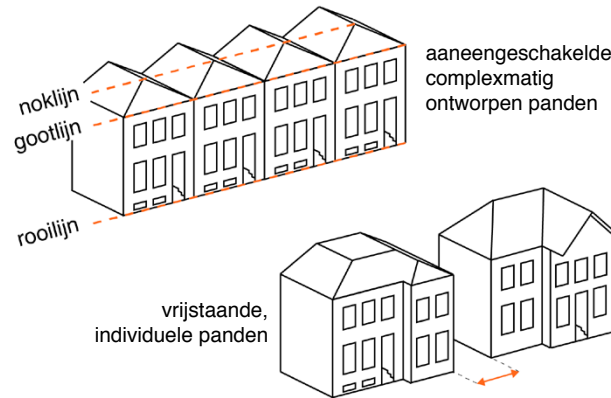 noklijn
gootlijn
rooilijn
aaneengeschakelde
complexmatig
ontworpen panden
vrijstaande,
individuele panden